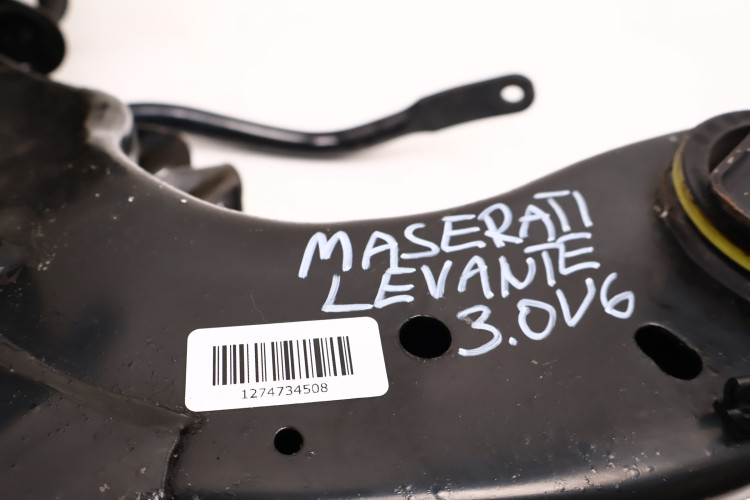 MASERATI
LEVANTE
3.0V6
1274734508